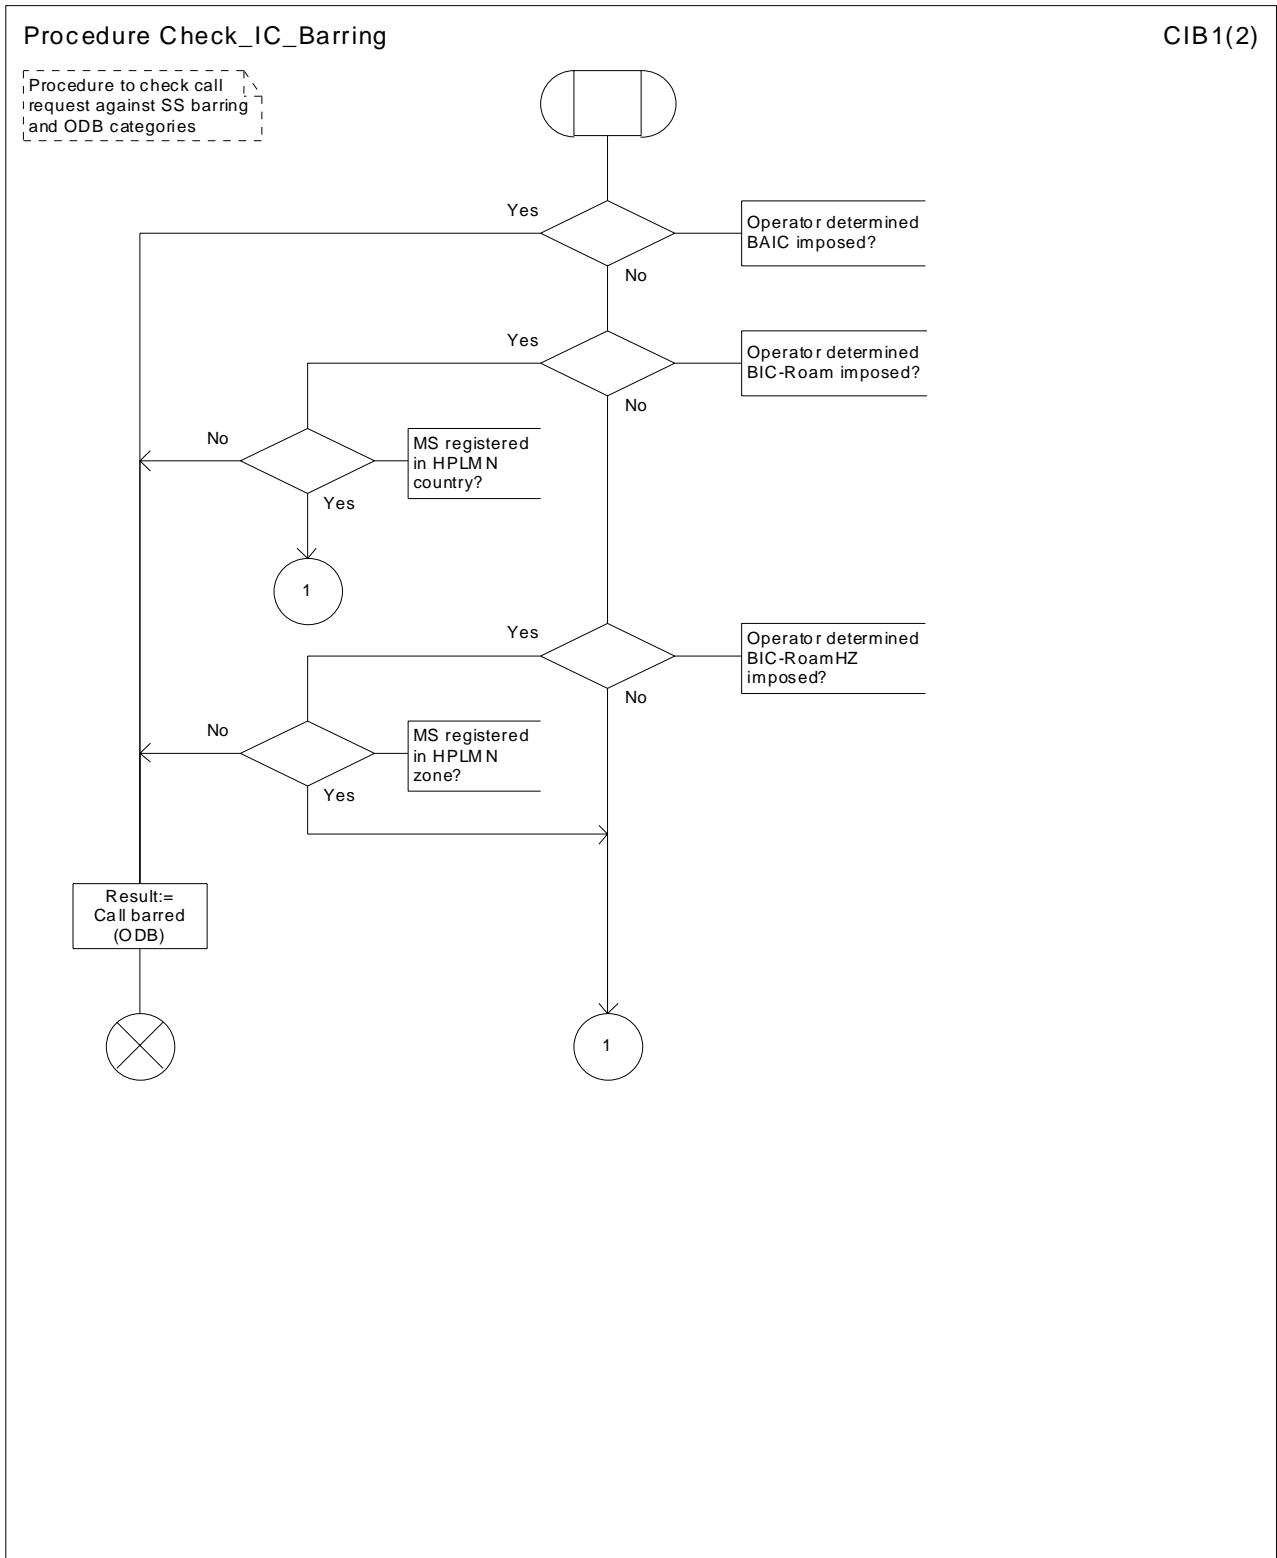 Procedure Check_IC_Barring
CIB1(2)
Procedure to check call
request against SS barring
and ODB categories
Yes
Operator determined
BAIC imposed?
No
Yes
Operator determined
BIC-Roam imposed?
No
No
MS registered
in HPLMN
country?
Yes
1
Yes
Operator determined
BIC-RoamHZ
imposed?
No
No
MS registered
in HPLMN
zone?
Yes
Result:=
Call barred
(ODB)
1